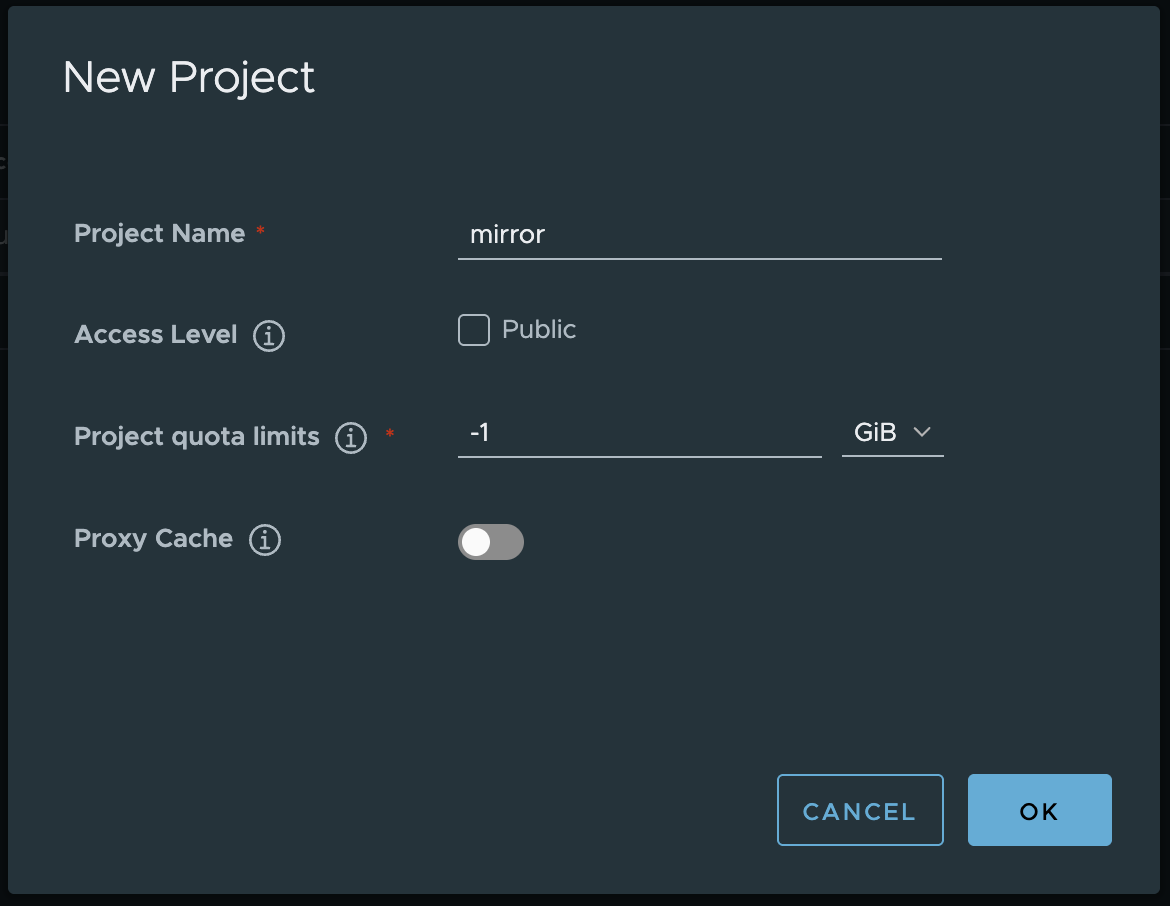 New Project
Project Name *
mirror
Access Level
Public
Project quota limits *
-1 GiB
Proxy Cache
CANCEL OK